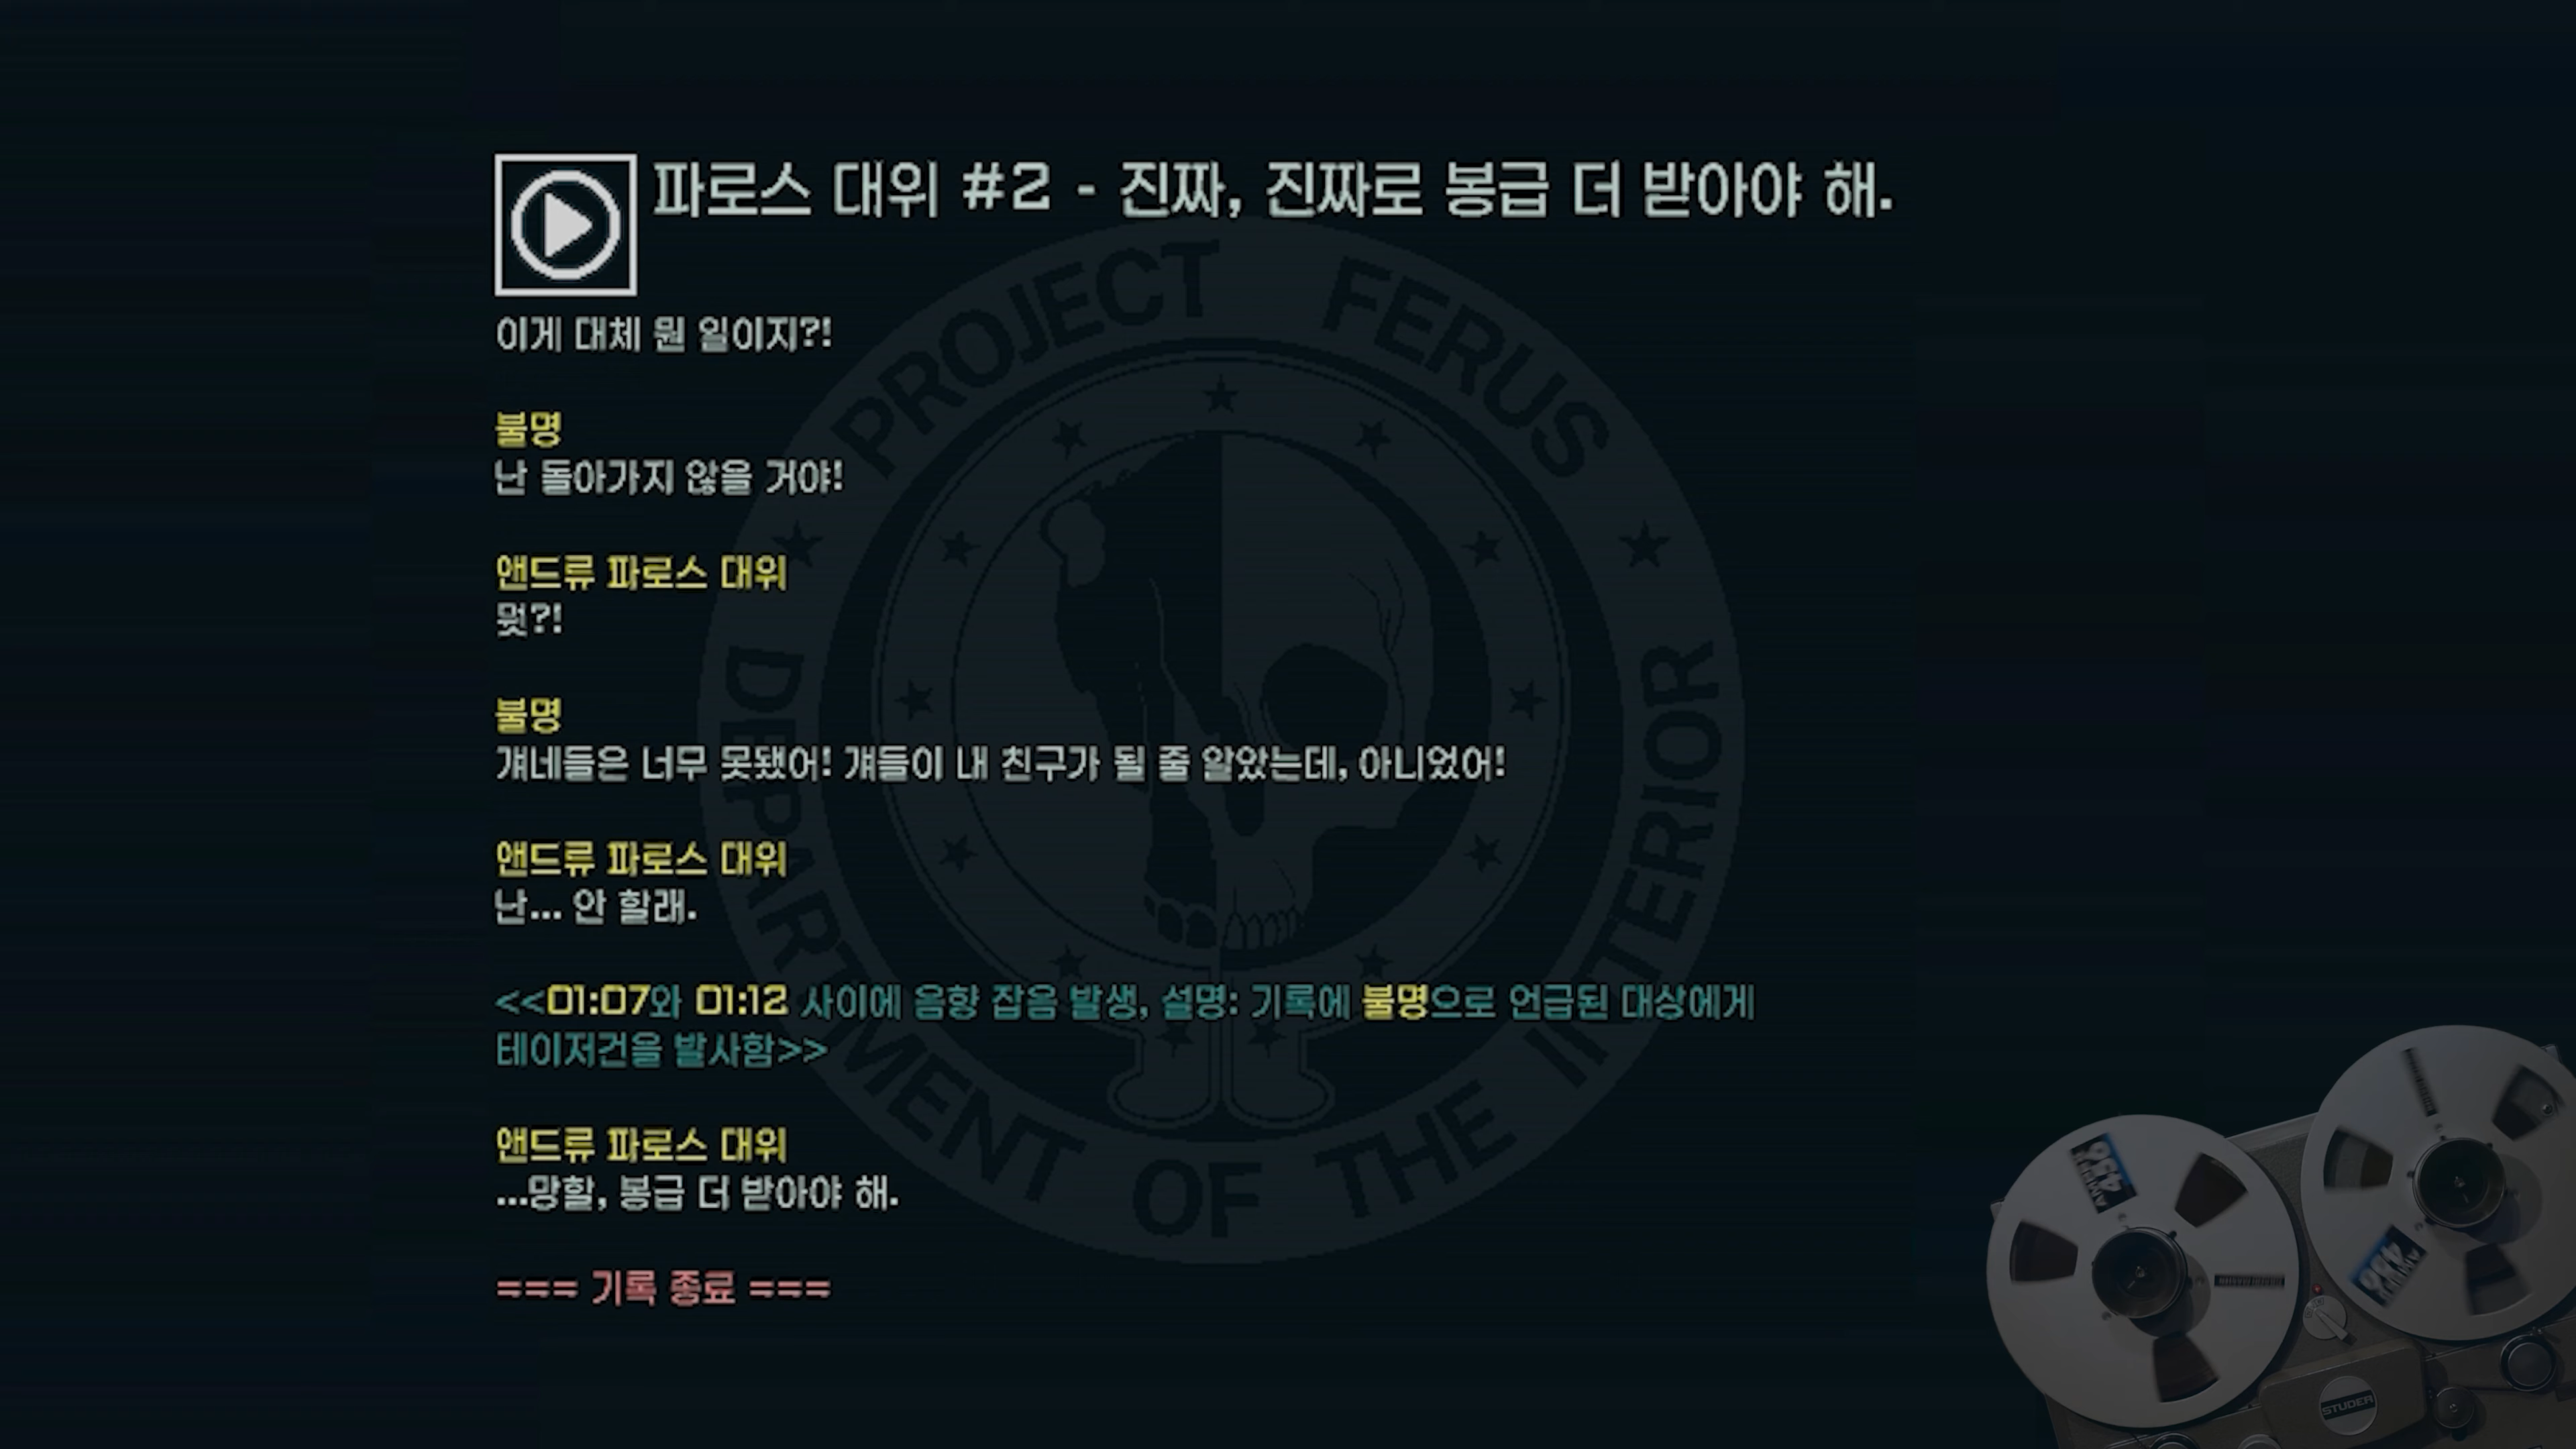 파로스 대위 #2 - 진짜, 진짜로 봉급 더 받아야 해.
이게 대체 뭔 일이지?!
불명
난 돌아가지 않을 거야!
앤드류 파로스 대위
뭣?!
불명
걔네들은 너무 못됐어! 걔들이 내 친구가 될 줄 알았는데, 아니었어!
앤드류 파로스 대위
난... 안 할래.
<<01:07와 01:12 사이에 음향 잡음 발생, 설명: 기록에 불명으로 언급된 대상에게
테이저건을 발사함>>
앤드류 파로스 대위
...망할, 봉급 더 받아야 해.
=== 기록 종료 ===
PROJECT FERUS
DEPARTMENT OF THE INTERIOR
STUDER